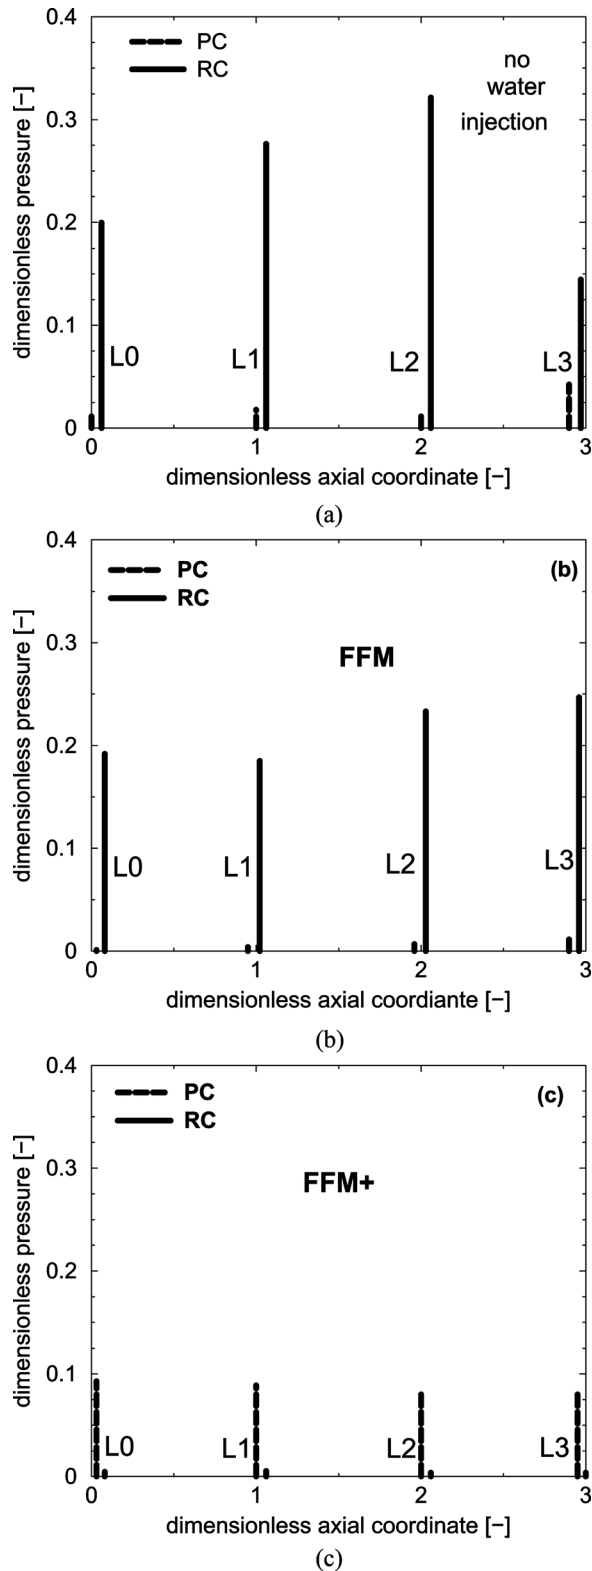 0.4
PC
RC
no
water
injection
0.3
0.2
0.1
0
dimensionless pressure [−]
L0
L1
L2
L3
0
1
2
3
dimensionless axial coordinate [−]
(a)
0.4
PC
RC
(b)
FFM
0.3
0.2
0.1
0
dimensionless pressure [−]
L0
L1
L2
L3
0
1
2
3
dimensionless axial coordiante [−]
(b)
0.4
PC
RC
(c)
FFM+
0.3
0.2
0.1
0
dimensionless pressure [−]
L0
L1
L2
L3
0
1
2
3
dimensionless axial coordinate [−]
(c)